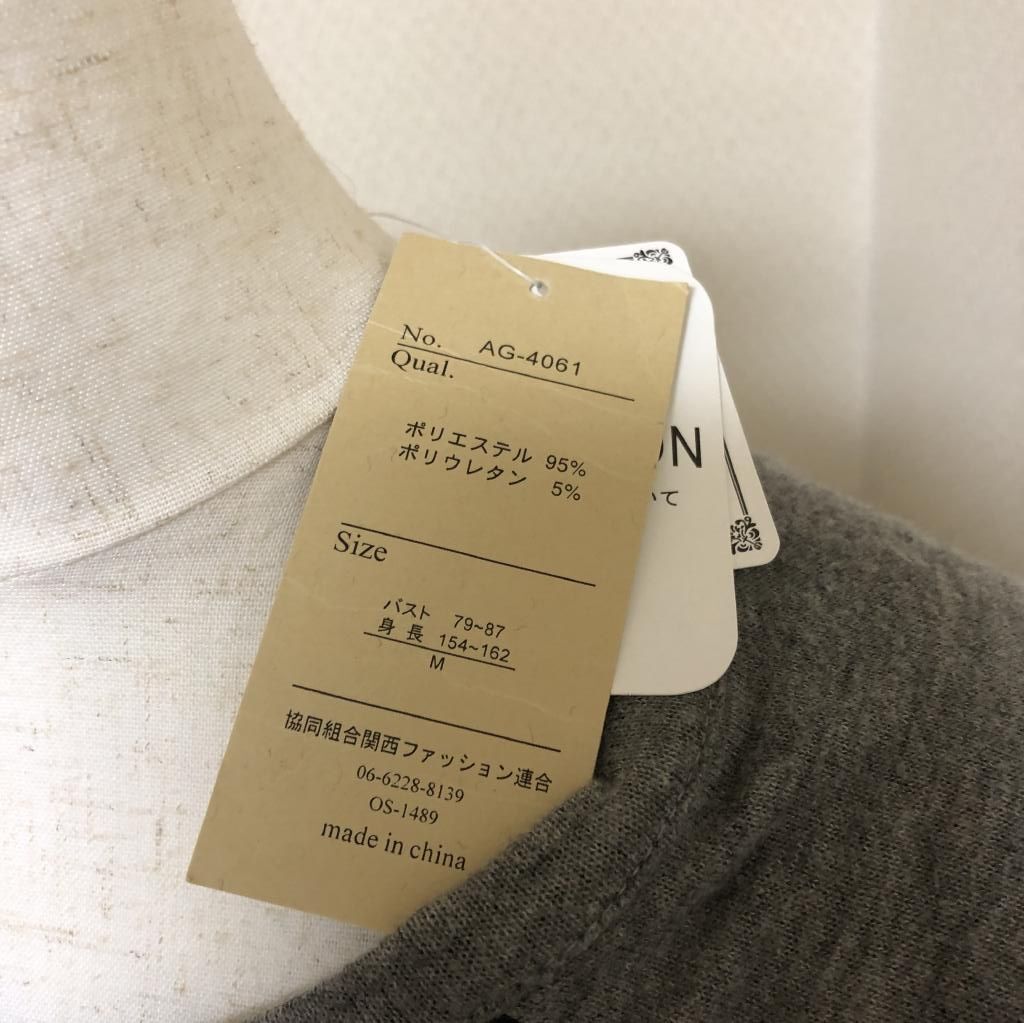 No. AG-4061
Qual.
ポリエステル 95%
ポリウレタン 5%
Size
バスト 79~87
身長 154~162
M
協同組合関西ファッション連合
06-6228-8139
OS-1489
made in china